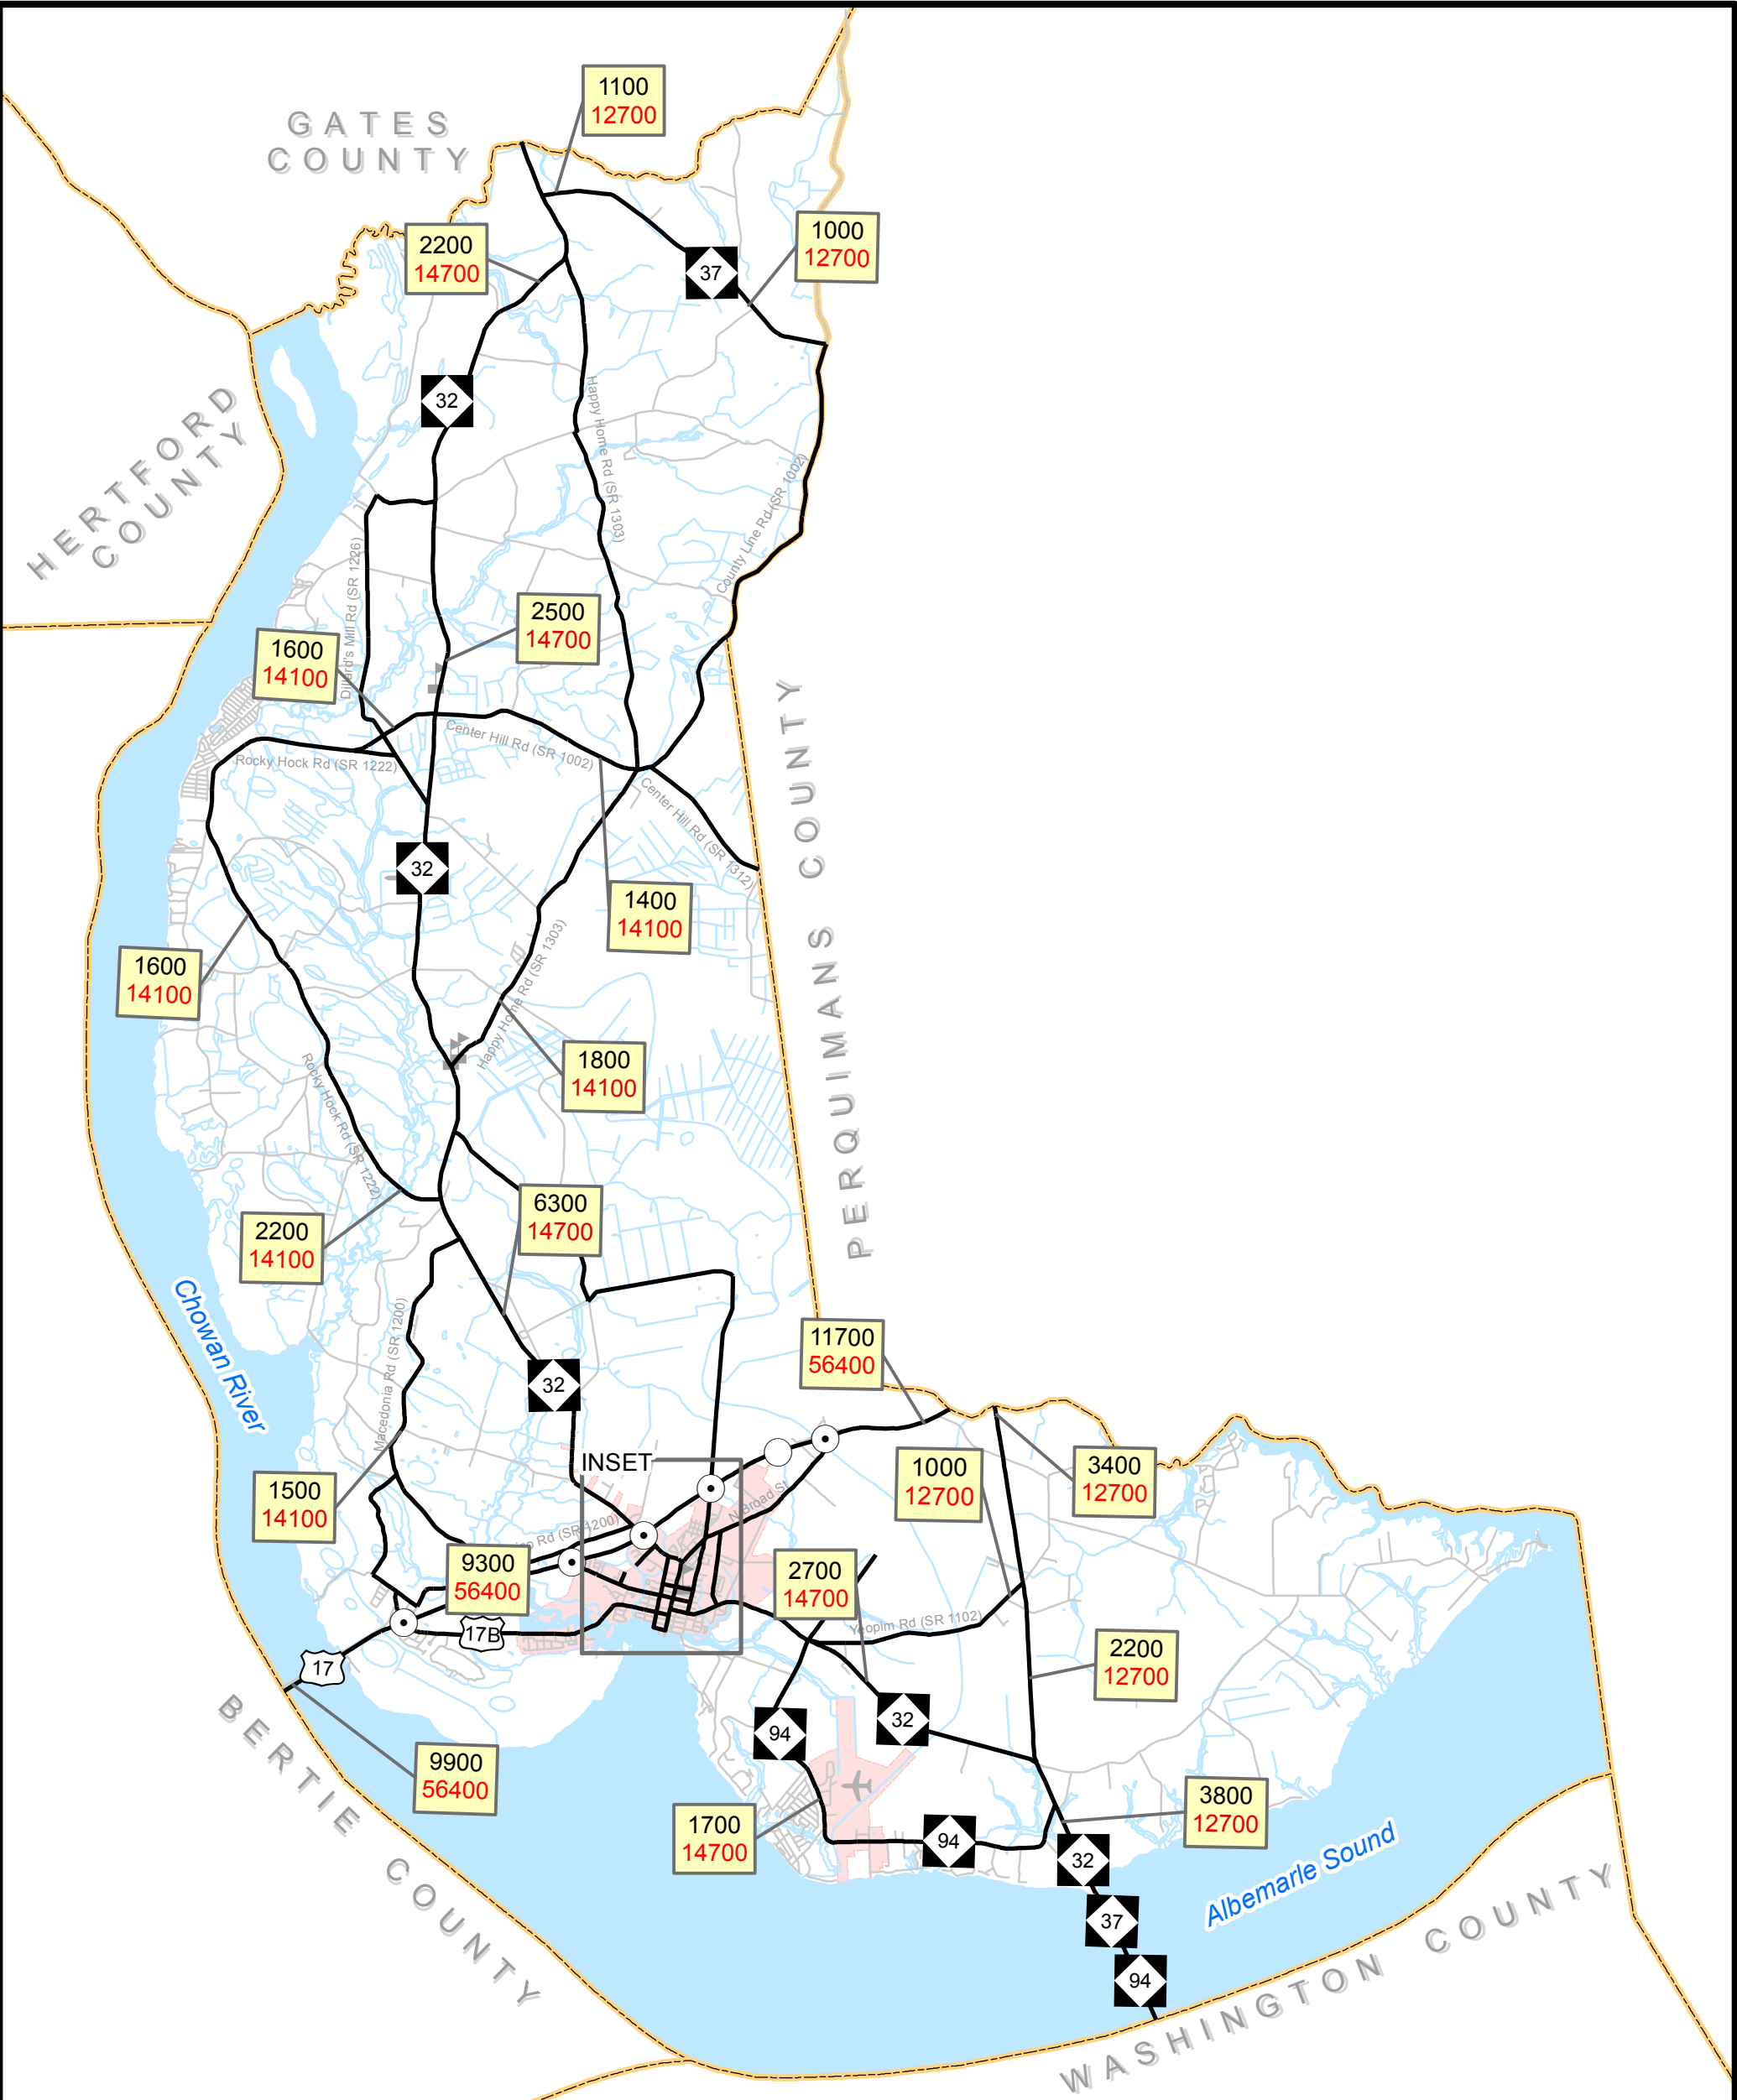 1100
12700
GATES
COUNTY
1000
12700
2200
14700
37
32
HERTFORD
COUNTY
Happy Home Rd (SR 1303)
County Line Rd (SR 1002)
Dillard's Mill Rd (SR 1226)
2500
14700
1600
14100
PERQUIMANS COUNTY
Center Hill Rd (SR 1002)
Rocky Hock Rd (SR 1222)
Center Hill Rd (SR 1312)
32
1400
14100
1600
14100
Happy Home Rd (SR 1303)
1800
14100
Rocky Hock Rd (SR 1222)
6300
14700
2200
14100
Chowan River
Macedonia Rd (SR 1200)
11700
56400
32
INSET
1000
12700
3400
12700
1500
14100
N Broad St
Rd (SR 1200)
9300
56400
2700
14700
Yeopim Rd (SR 1102)
17B
17
2200
12700
BERTIE COUNTY
32
94
9900
56400
3800
12700
1700
14700
94
32
Albemarle Sound
37
94
WASHINGTON COUNTY